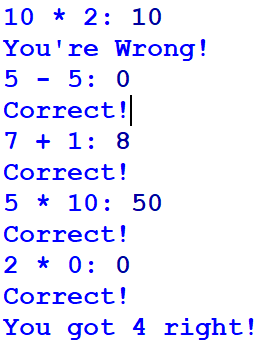 10 * 2: 10
You're Wrong!
5 - 5: 0
Correct!
7 + 1: 8
Correct!
5 * 10: 50
Correct!
2 * 0: 0
Correct!
You got 4 right!